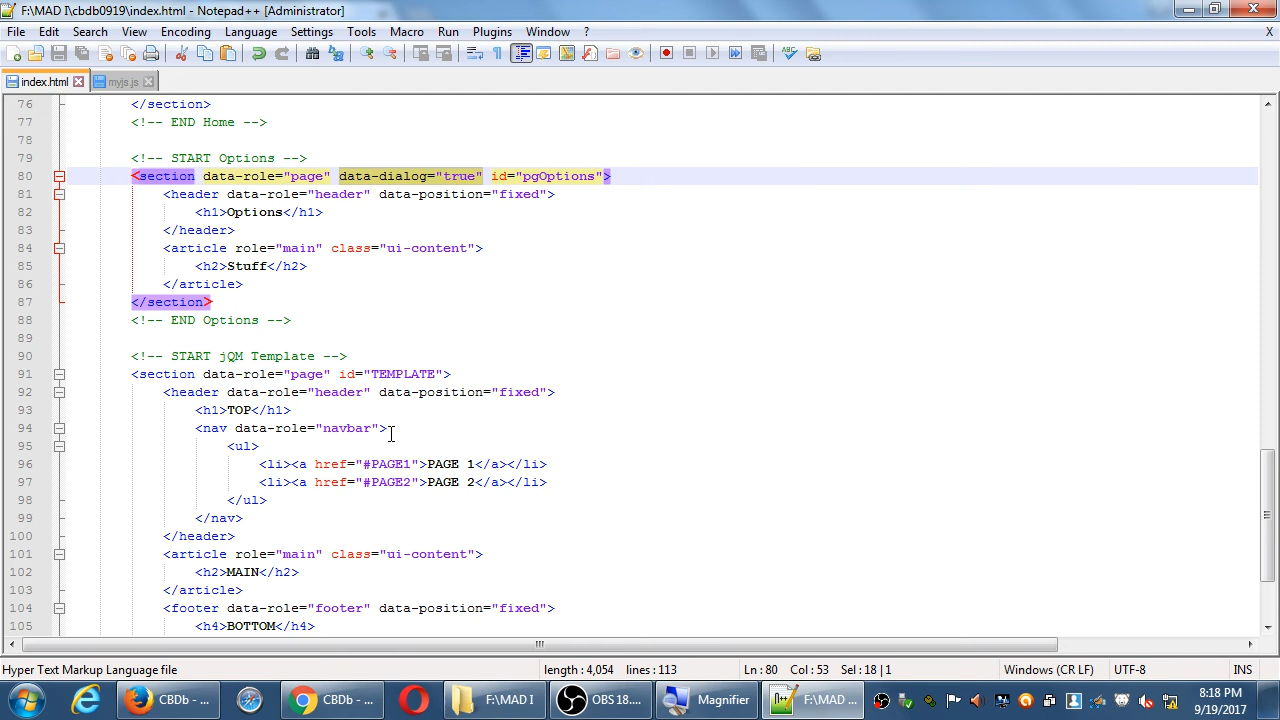 F:\MAD I\cbdb0919\index.html - Notepad++ [Administrator]
File Edit Search View Encoding Language Settings Tools Macro Run Plugins Window ? X
index.html myjs.js
76 </section>
77 <!-- END Home -->
78
79 <!-- START Options -->
80 <section data-role="page" data-dialog="true" id="pgOptions">
81 <header data-role="header" data-position="fixed">
82 <h1>Options</h1>
83 </header>
84 <article role="main" class="ui-content">
85 <h2>Stuff</h2>
86 </article>
87 </section>
88 <!-- END Options -->
89
90 <!-- START jQM Template -->
91 <section data-role="page" id="TEMPLATE">
92 <header data-role="header" data-position="fixed">
93 <h1>TOP</h1>
94 <nav data-role="navbar">
95 <ul>
96 <li><a href="#PAGE1">PAGE 1</a></li>
97 <li><a href="#PAGE2">PAGE 2</a></li>
98 </ul>
99 </nav>
100 </header>
101 <article role="main" class="ui-content">
102 <h2>MAIN</h2>
103 </article>
104 <footer data-role="footer" data-position="fixed">
105 <h4>BOTTOM</h4>
Hyper Text Markup Language file length : 4,054 lines : 113 Ln : 80 Col : 53 Sel : 18 | 1 Windows (CR LF) UTF-8 INS
CBDb - ... CBDb - ... F:\MAD I OBS 18.... Magnifier F:\MAD ... 8:18 PM
9/19/2017